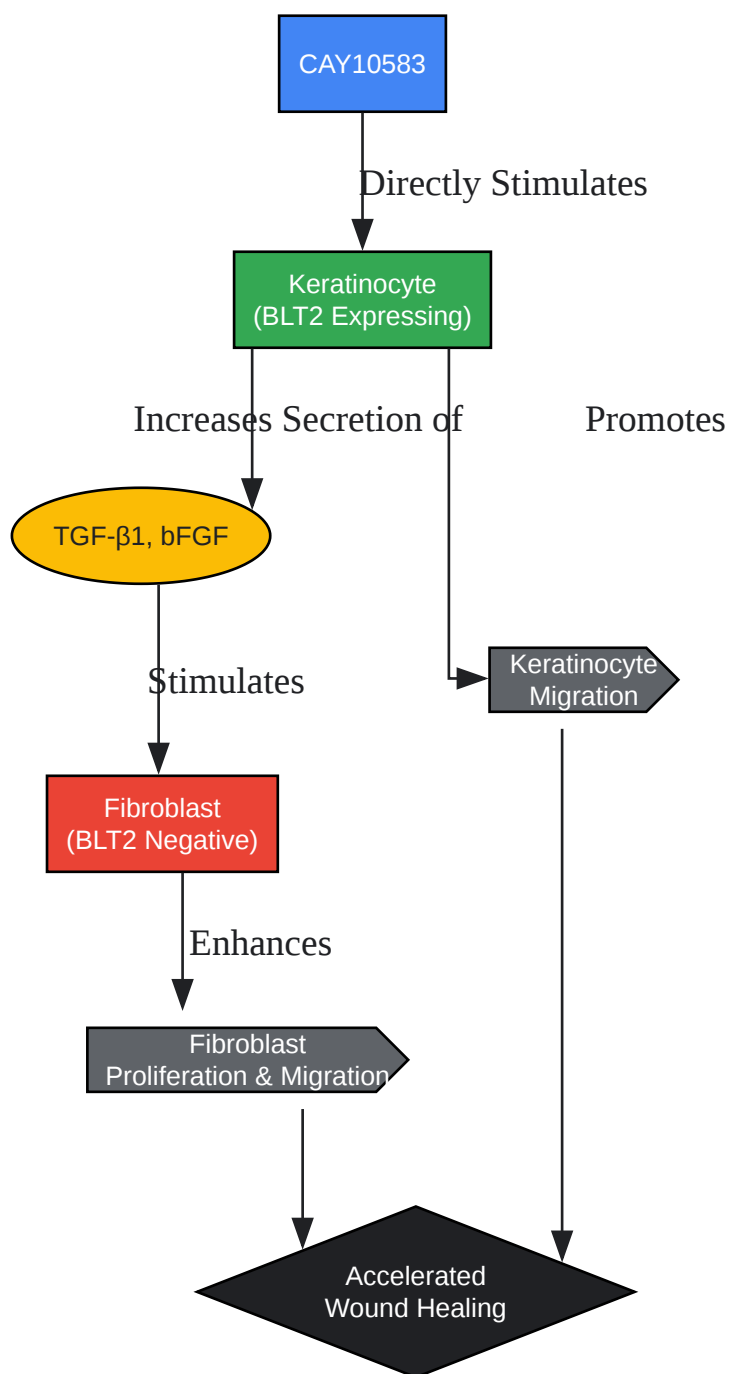 CAY10583
Directly Stimulates
Keratinocyte
(BLT2 Expressing)
Increases Secretion of
Promotes
TGF-β1, bFGF
Keratinocyte
Migration
Stimulates
Fibroblast
(BLT2 Negative)
Enhances
Fibroblast
Proliferation & Migration
Accelerated
Wound Healing